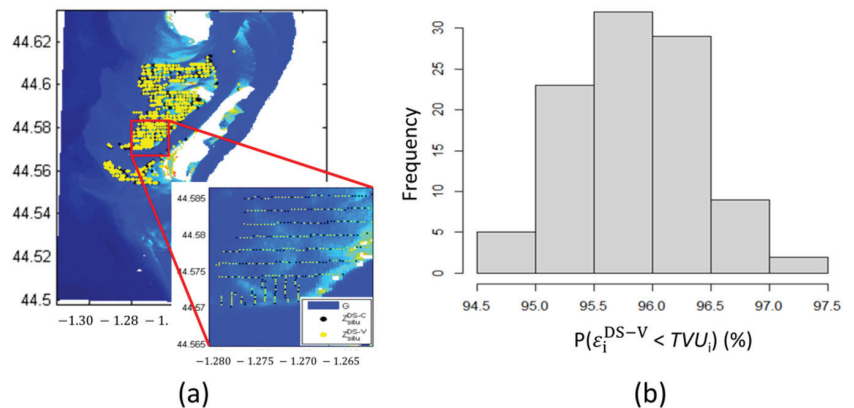 44.62
44.6
44.58
44.56
44.54
44.52
44.5
−1.30 −1.28 −1.
44.585
44.58
44.575
44.57
44.565
−1.280 −1.275 −1.270 −1.265
G
Z^{DS-C}_{situ}
Z^{DS-V}_{situ}
(a)
Frequency
30
25
20
15
10
5
0
94.5 95.0 95.5 96.0 96.5 97.0 97.5
P(ε_i^{DS−V} < TVU_i) (%)
(b)